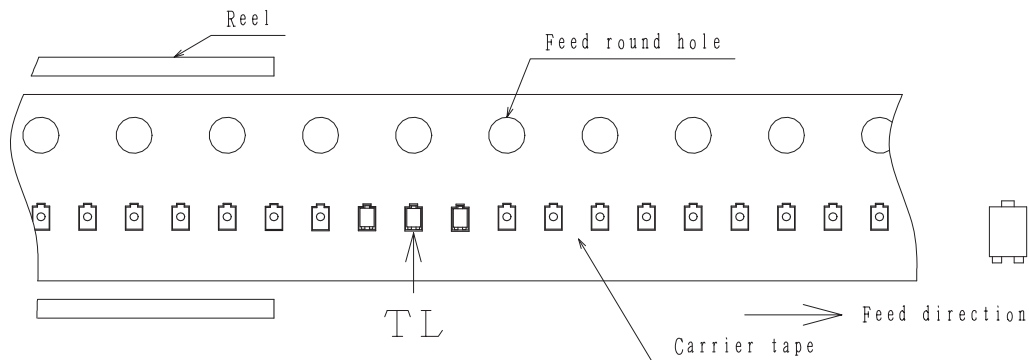 Reel
Feed round hole
TL
Feed direction
Carrier tape